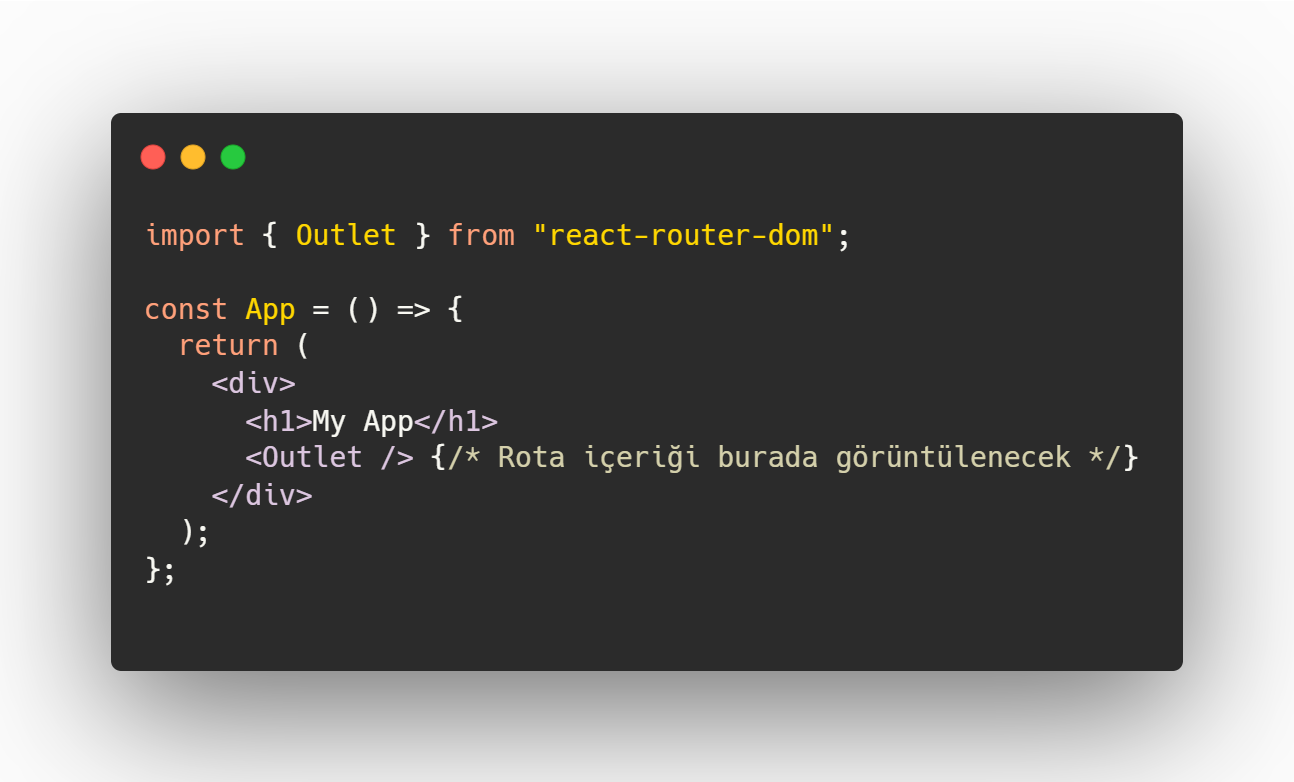 import { Outlet } from "react-router-dom";
const App = () => {
  return (
    <div>
      <h1>My App</h1>
      <Outlet /> {/* Rota içeriği burada görüntülenecek */}
    </div>
  );
};